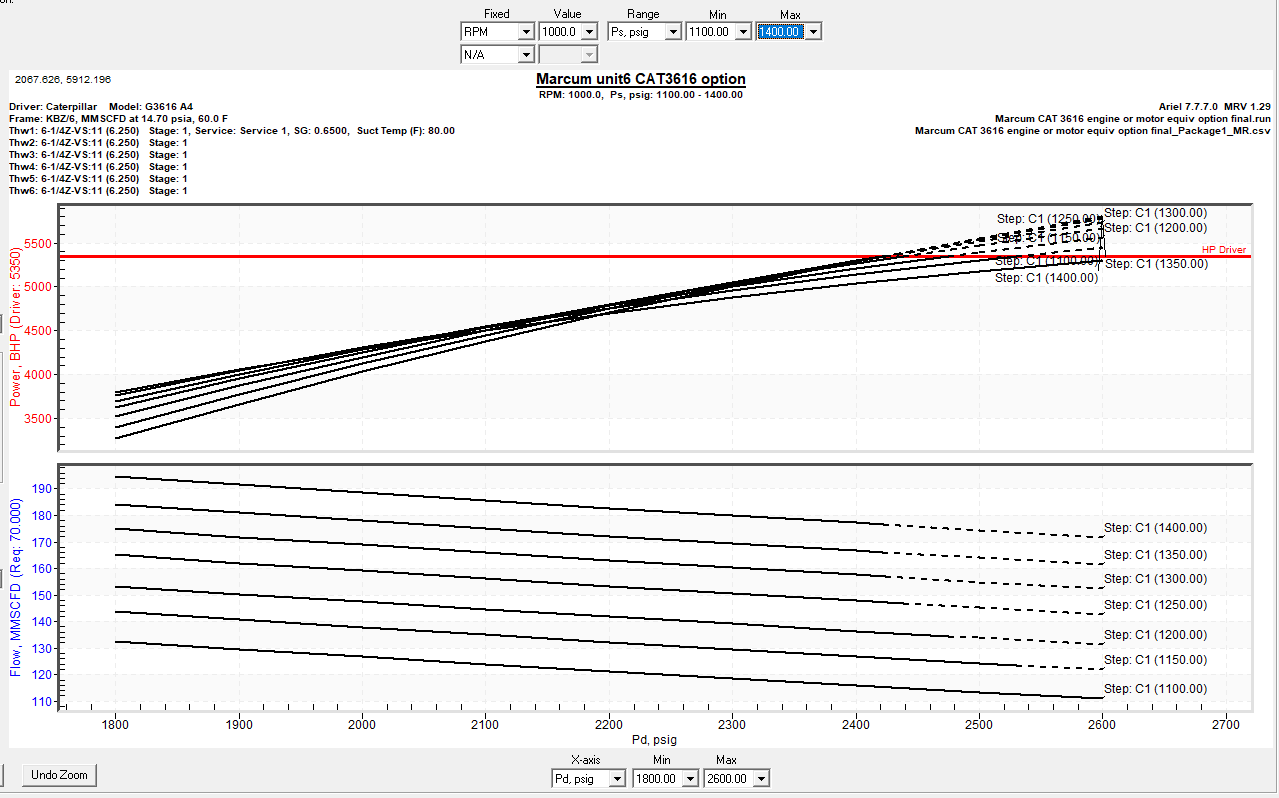 on.
Fixed Value Range Min Max
RPM 1000.0 Ps, psig 1100.00 1400.00
N/A
2067.626, 5912.196
Marcum unit6 CAT3616 option
RPM: 1000.0, Ps, psig: 1100.00 - 1400.00
Driver: Caterpillar Model: G3616 A4
Ariel 7.7.7.0 MRV 1.29
Frame: KBZ/6, MMSCFD at 14.70 psia, 60.0 F
Marcum CAT 3616 engine or motor equiv option final.run
Thw1: 6-1/4Z-VS:11 (6.250) Stage: 1, Service: Service 1, SG: 0.6500, Suct Temp (F): 80.00
Marcum CAT 3616 engine or motor equiv option final_Package1_MR.csv
Thw2: 6-1/4Z-VS:11 (6.250) Stage: 1
Thw3: 6-1/4Z-VS:11 (6.250) Stage: 1
Thw4: 6-1/4Z-VS:11 (6.250) Stage: 1
Thw5: 6-1/4Z-VS:11 (6.250) Stage: 1
Thw6: 6-1/4Z-VS:11 (6.250) Stage: 1
Power, BHP (Driver: 5350)
5500
5000
4500
4000
3500
Step: C1 (1250.00)
Step: C1 (1300.00)
Step: C1 (1200.00)
Step: C1 (1150.00)
HP Driver
Step: C1 (1100.00)
Step: C1 (1350.00)
Step: C1 (1400.00)
Flow, MMSCFD (Req: 70.000)
190
180
170
160
150
140
130
120
110
Step: C1 (1400.00)
Step: C1 (1350.00)
Step: C1 (1300.00)
Step: C1 (1250.00)
Step: C1 (1200.00)
Step: C1 (1150.00)
Step: C1 (1100.00)
1800 1900 2000 2100 2200 2300 2400 2500 2600 2700
Pd, psig
X-axis Min Max
Undo Zoom
Pd, psig 1800.00 2600.00